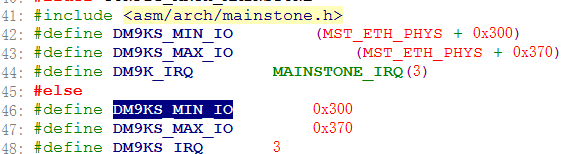 41: #include <asm/arch/mainstone.h>
42: #define DM9KS_MIN_IO (MST_ETH_PHYS + 0x300)
43: #define DM9KS_MAX_IO (MST_ETH_PHYS + 0x370)
44: #define DM9K_IRQ MAINSTONE_IRQ(3)
45: #else
46: #define DM9KS_MIN_IO 0x300
47: #define DM9KS_MAX_IO 0x370
48: #define DM9KS_IRQ 3